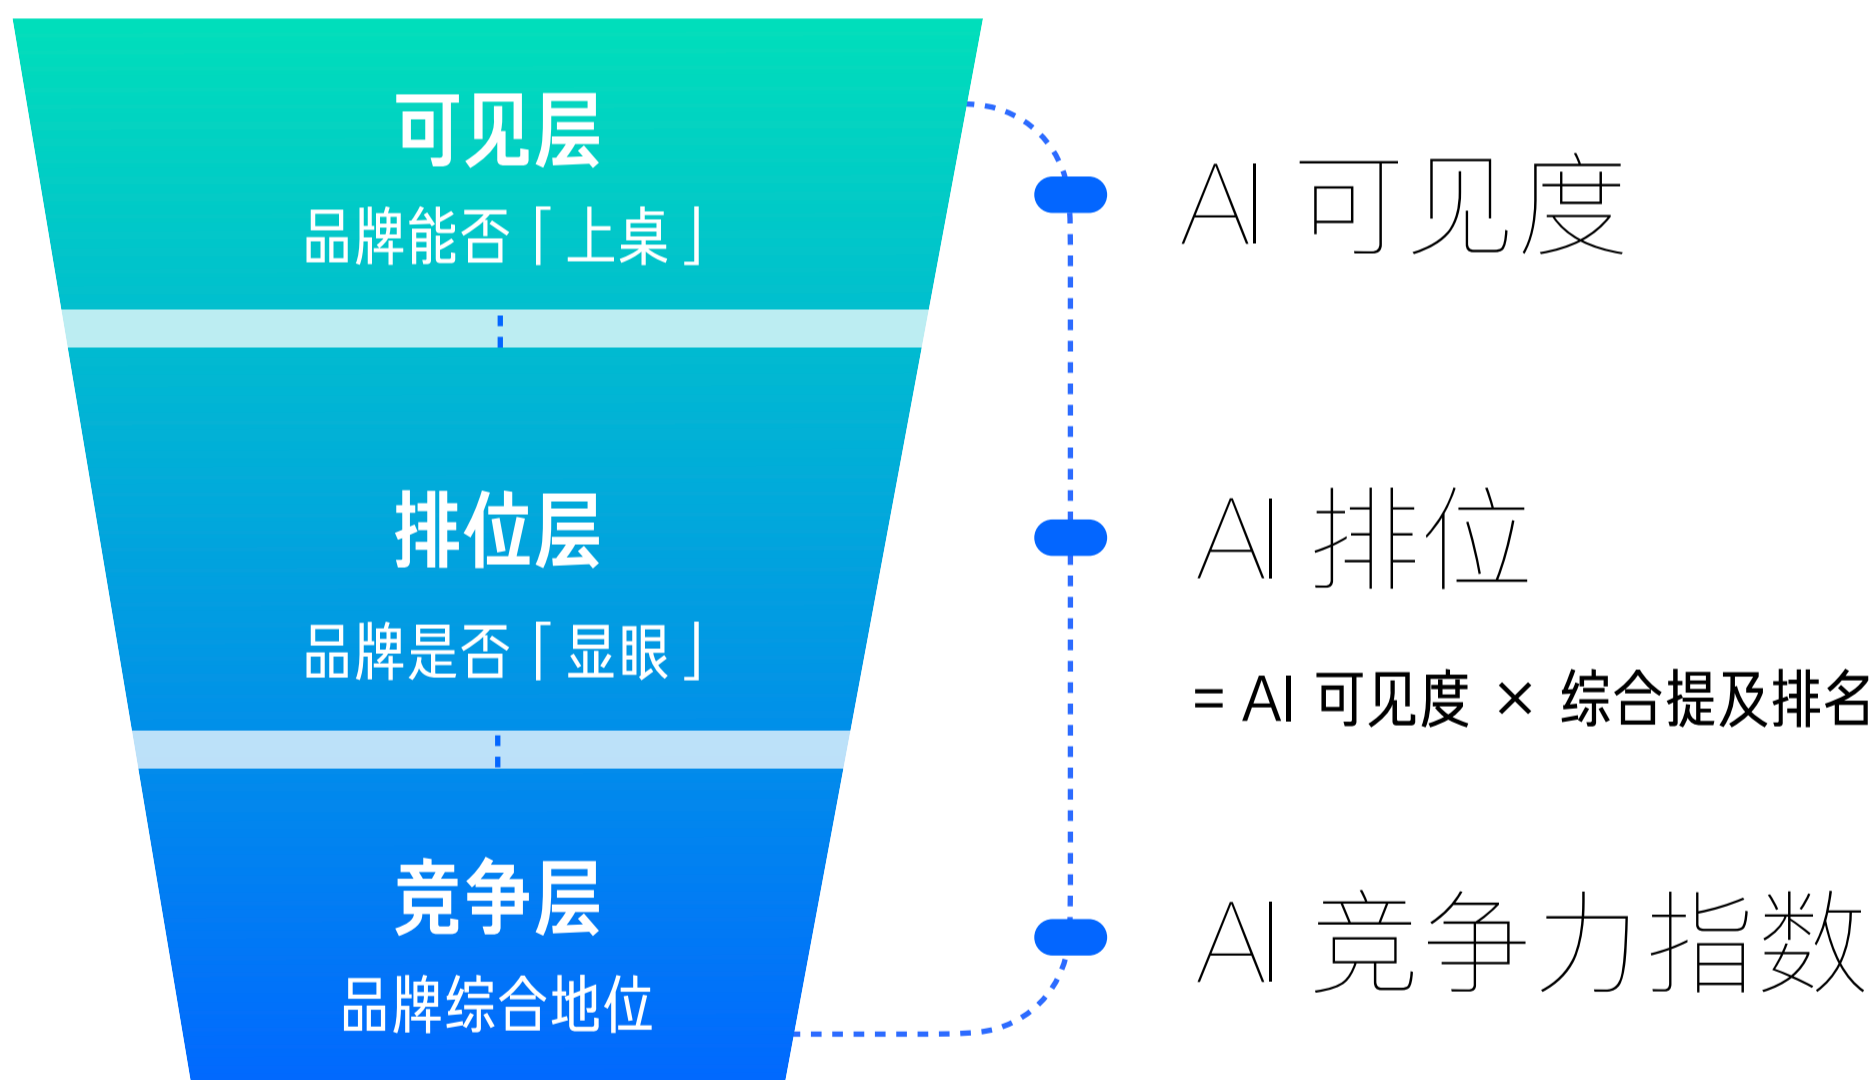 可见层
品牌能否「上桌」
AI 可见度
排位层
品牌是否「显眼」
AI 排位
= AI 可见度 × 综合提及排名
竞争层
品牌综合地位
AI 竞争力指数